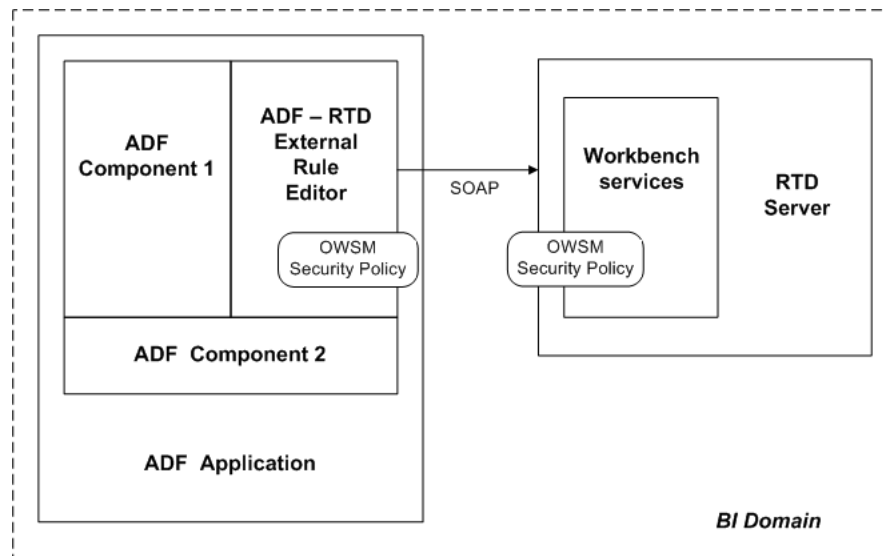 ADF
Component 1
ADF – RTD
External
Rule
Editor
OWSM
Security Policy
ADF Component 2
ADF Application
SOAP
Workbench
services
OWSM
Security Policy
RTD
Server
BI Domain